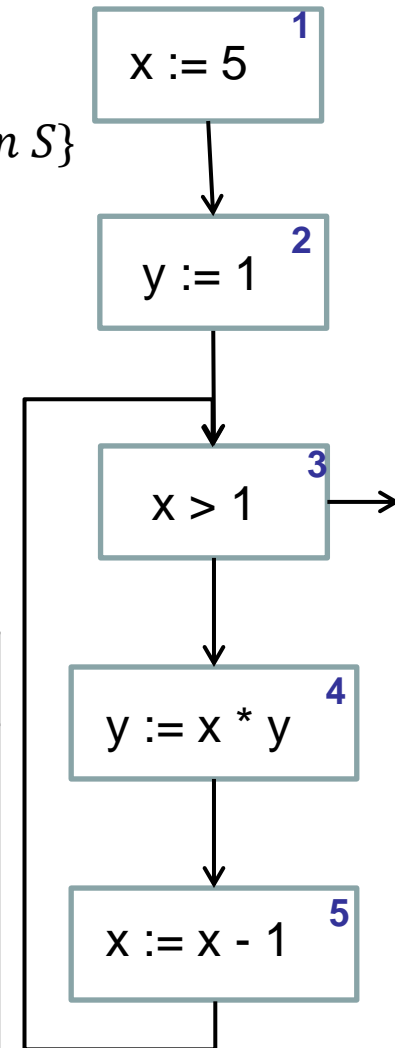 1
x := 5
n S}
2
y := 1
3
x > 1
4
y := x * y
5
x := x - 1